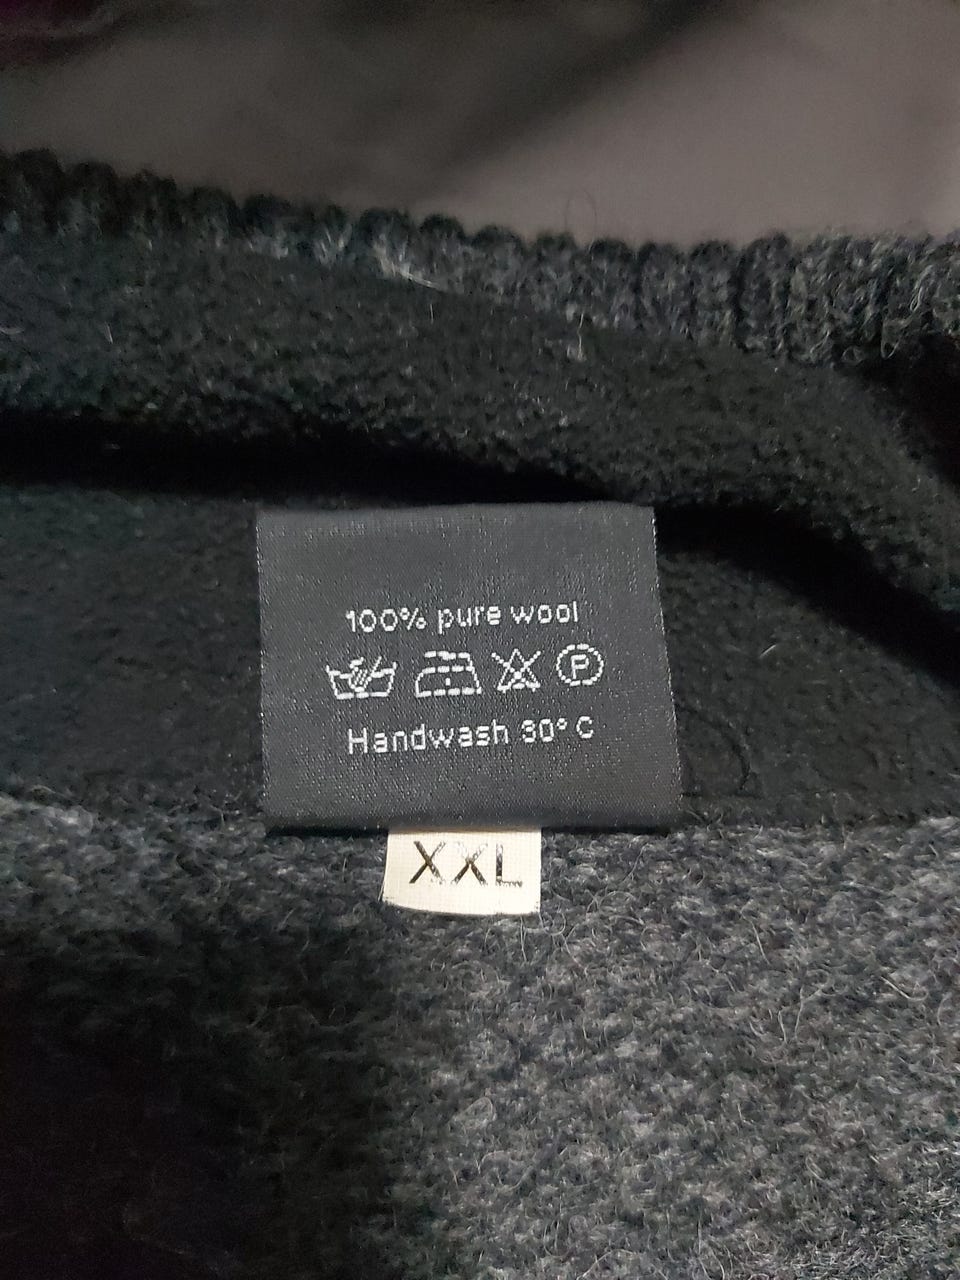 100% pure wool
P
Handwash 30° C
XXL